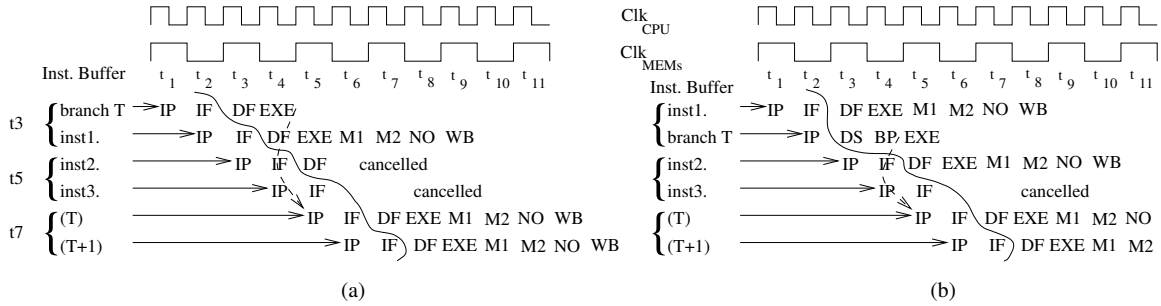 Clk CPU
Clk MEMs
Inst. Buffer t1 t2 t3 t4 t5 t6 t7 t8 t9 t10 t11
t3 { branch T IP IF DF EXE
inst1. IP IF DF EXE M1 M2 NO WB
t5 { inst2. IP IF DF cancelled
inst3. IP IF cancelled
t7 { (T) IP IF DF EXE M1 M2 NO WB
(T+1) IP IF DF EXE M1 M2 NO WB
(a)
t1 t2 t3 t4 t5 t6 t7 t8 t9 t10 t11
Inst. Buffer
{ inst1. IP IF DF EXE M1 M2 NO WB
branch T IP DS BP EXE
{ inst2. IP IF DF EXE M1 M2 NO WB
inst3. IP IF cancelled
{ (T) IP IF DF EXE M1 M2 NO
(T+1) IP IF DF EXE M1 M2
(b)